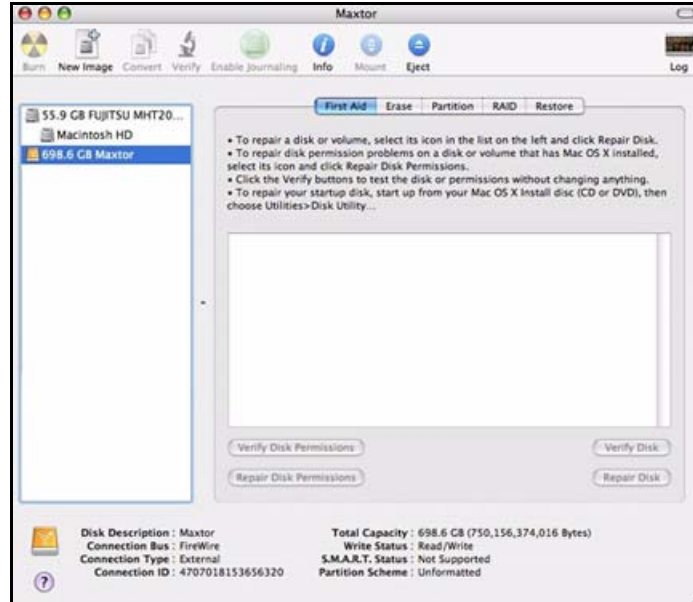 Maxtor
Burn New Image Convert Verify Enable Journaling Info Mount Eject Log
55.9 GB FUJITSU MHT20...
Macintosh HD
698.6 GB Maxtor
First Aid Erase Partition RAID Restore
• To repair a disk or volume, select its icon in the list on the left and click Repair Disk.
• To repair disk permission problems on a disk or volume that has Mac OS X installed,
select its icon and click Repair Disk Permissions.
• Click the Verify buttons to test the disk or permissions without changing anything.
• To repair your startup disk, start up from your Mac OS X Install disc (CD or DVD), then
choose Utilities>Disk Utility...
Verify Disk Permissions Verify Disk
Repair Disk Permissions Repair Disk
Disk Description : Maxtor
Connection Bus : FireWire
Connection Type : External
Connection ID : 4707018153656320
Total Capacity : 698.6 GB (750,156,374,016 Bytes)
Write Status : Read/Write
S.M.A.R.T. Status : Not Supported
Partition Scheme : Unformatted
?